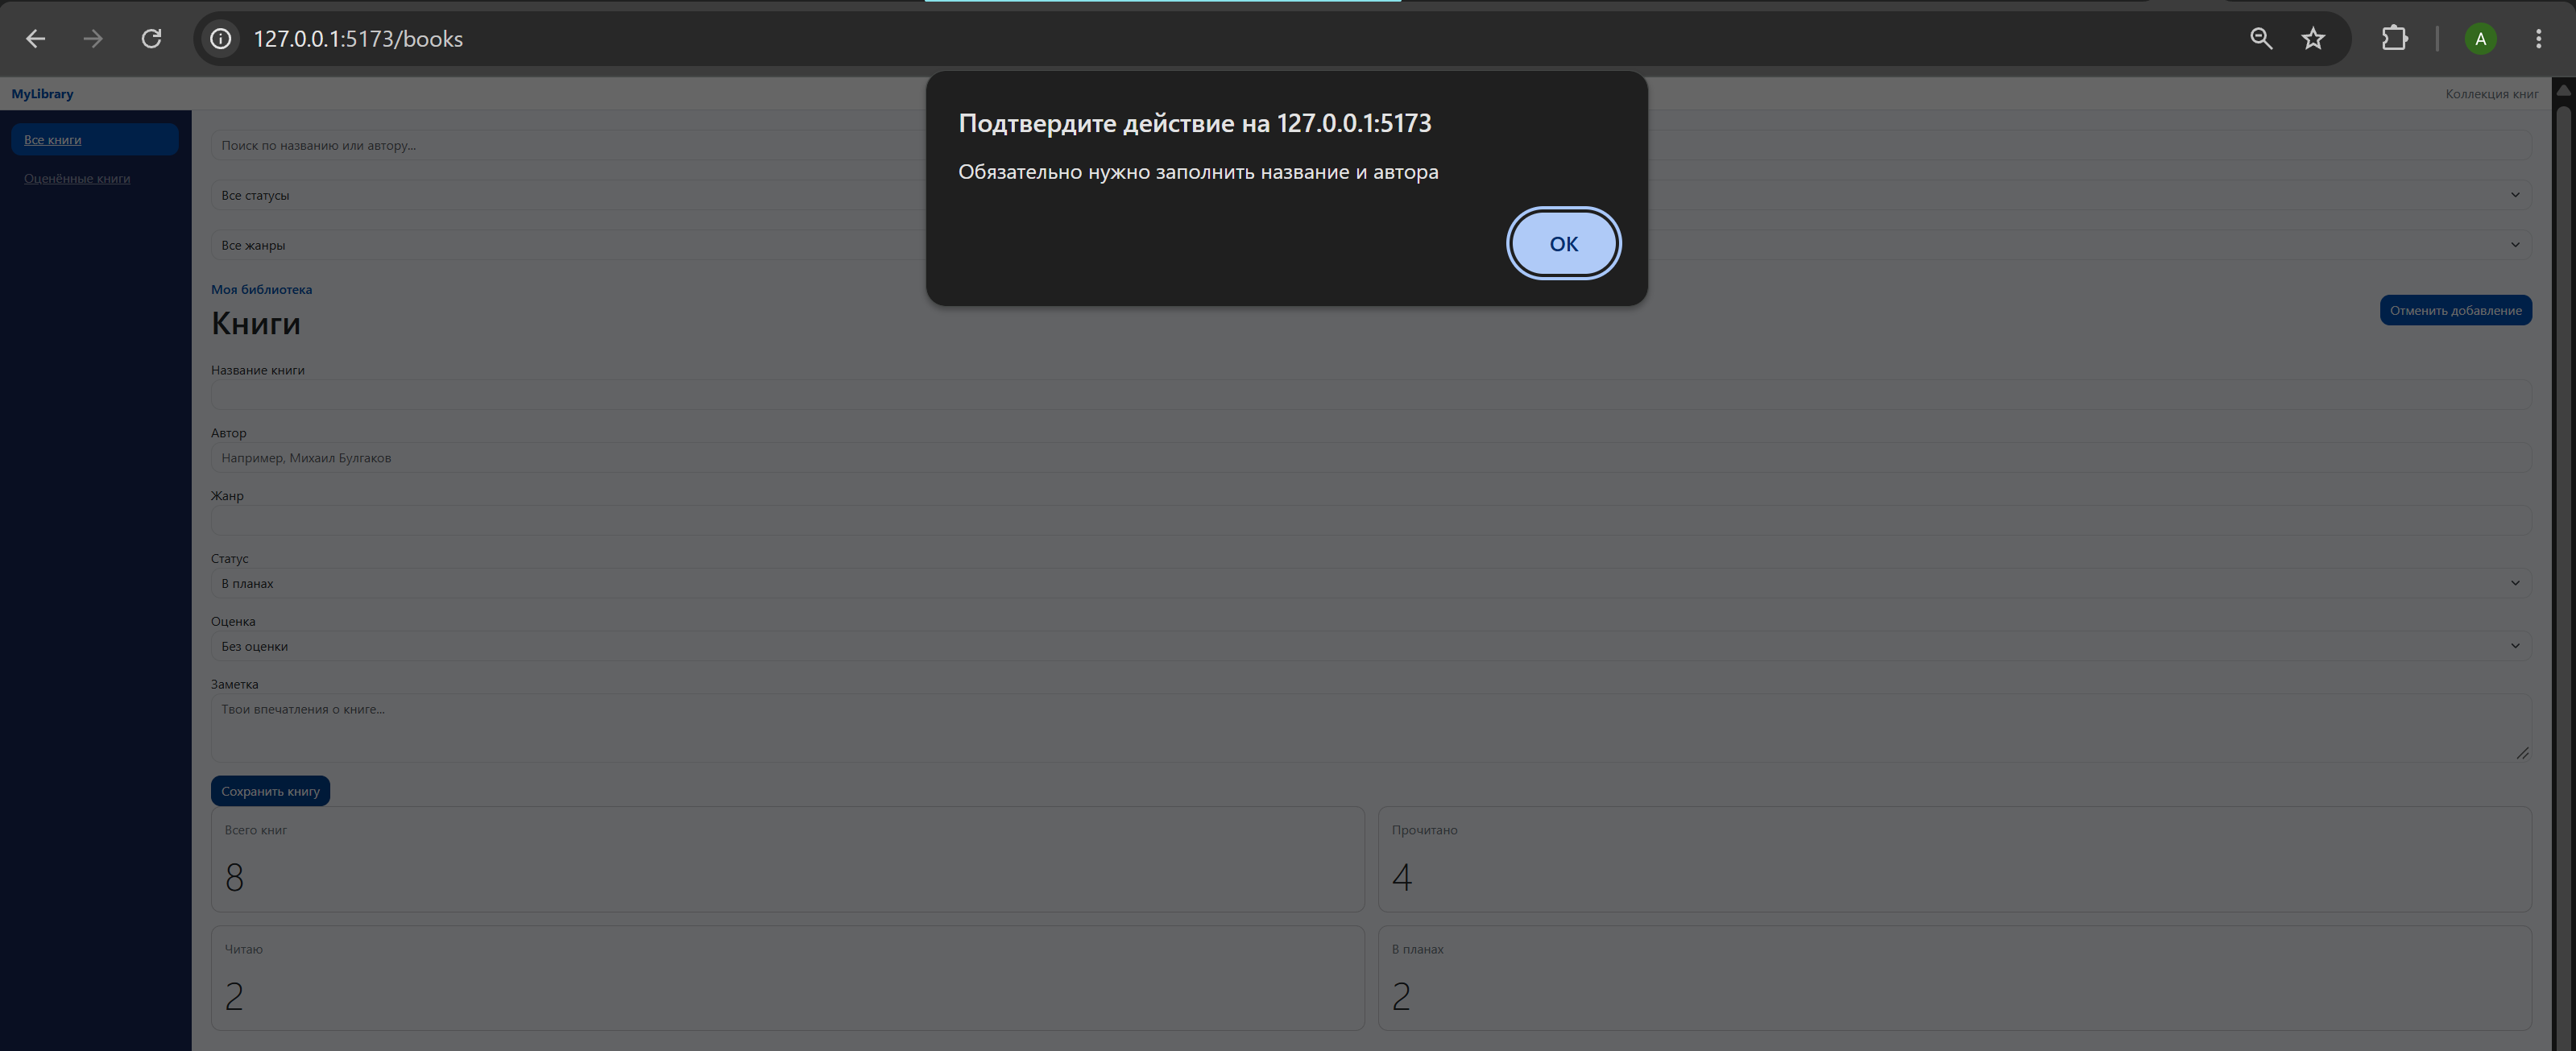 127.0.0.1:5173/books
A
MyLibrary
Коллекция книг
Подтвердите действие на 127.0.0.1:5173
Обязательно нужно заполнить название и автора
ОК
Все книги
Оценённые книги
Поиск по названию или автору...
Все статусы
Все жанры
Моя библиотека
Книги
Отменить добавление
Название книги
Автор
Например, Михаил Булгаков
Жанр
Статус
В планах
Оценка
Без оценки
Заметка
Твои впечатления о книге...
Сохранить книгу
Всего книг
8
Прочитано
4
Читаю
2
В планах
2